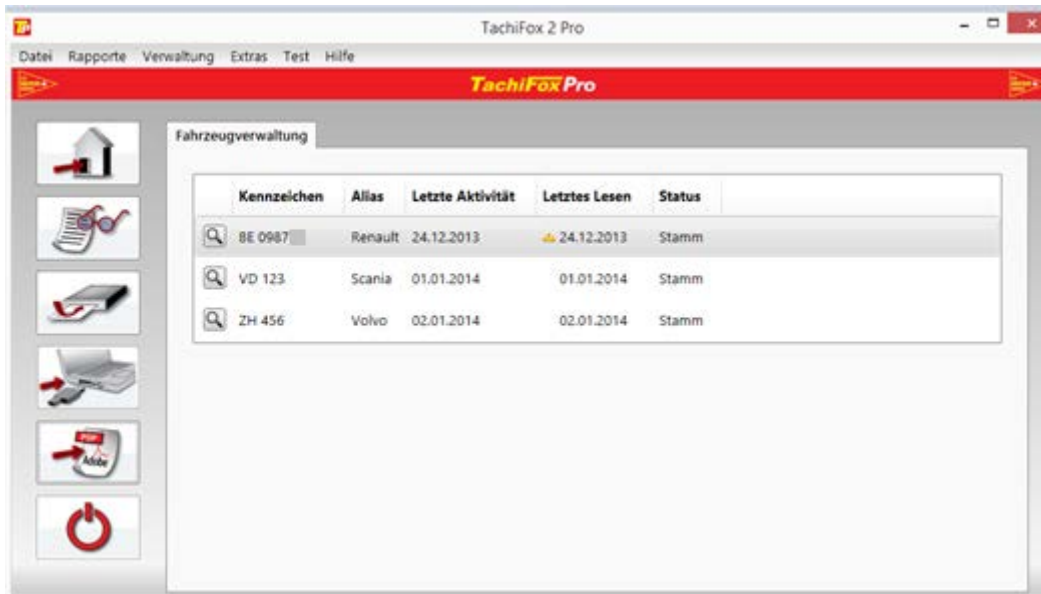 TachiFox 2 Pro
Datei Rapporte Verwaltung Extras Test Hilfe
TachiFox Pro
Fahrzeugverwaltung
Kennzeichen Alias Letzte Aktivität Letztes Lesen Status
BE 0987 Renault 24.12.2013 24.12.2013 Stamm
VD 123 Scania 01.01.2014 01.01.2014 Stamm
ZH 456 Volvo 02.01.2014 02.01.2014 Stamm
PDF
Adobe